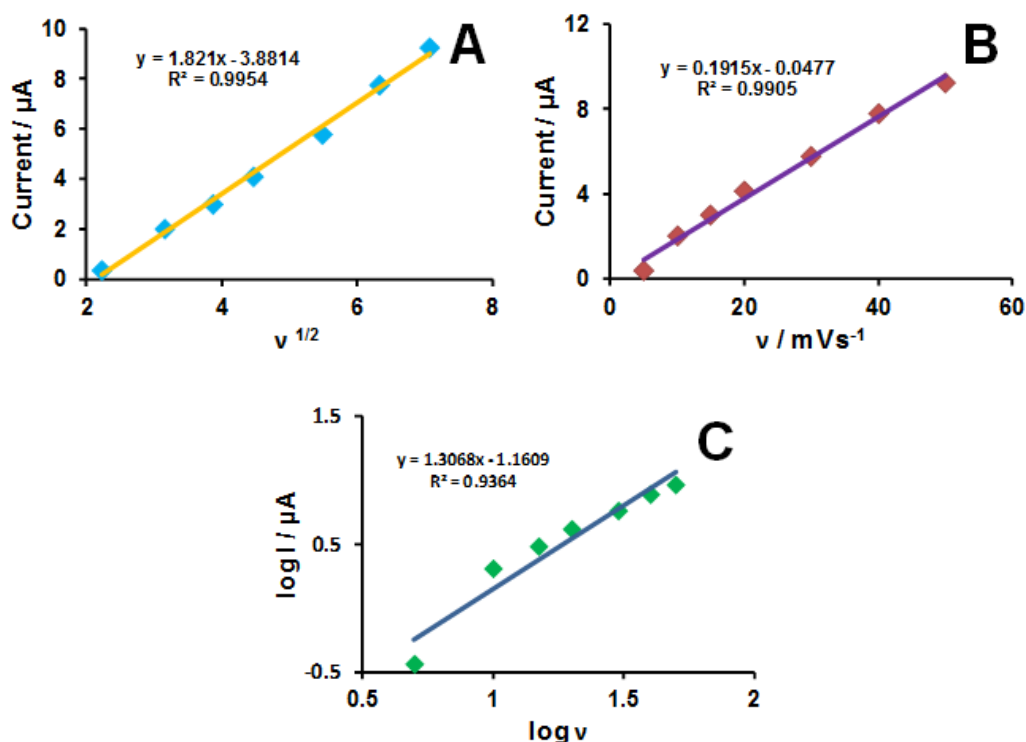 A
y = 1.821x - 3.8814
R² = 0.9954
Current / µA
10
8
6
4
2
0
2
4
6
8
ν 1/2
B
y = 0.1915x - 0.0477
R² = 0.9905
Current / µA
12
8
4
0
0
20
40
60
ν / mVs-1
C
y = 1.3068x - 1.1609
R² = 0.9364
logI / µA
1.5
0.5
-0.5
0.5
1
1.5
2
log ν